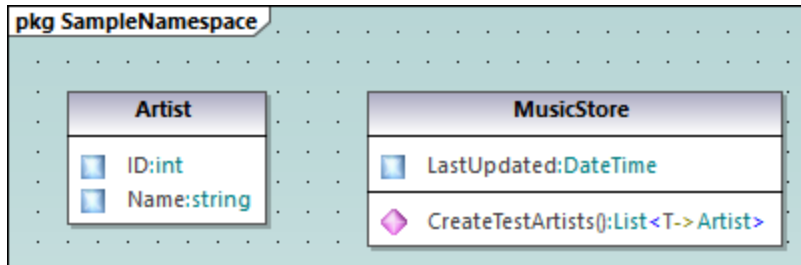 pkg SampleNamespace
Artist
ID:int
Name:string
MusicStore
LastUpdated:DateTime
CreateTestArtists():List<T->Artist>